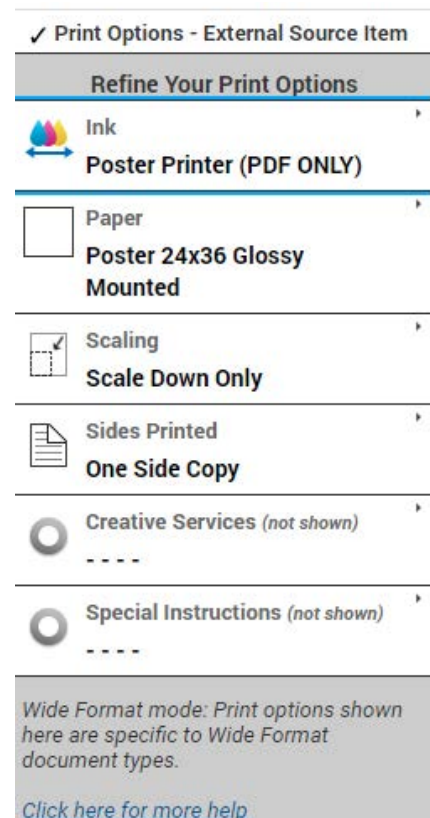 ✓ Print Options - External Source Item
Refine Your Print Options
Ink
Poster Printer (PDF ONLY)
Paper
Poster 24x36 Glossy
Mounted
Scaling
Scale Down Only
Sides Printed
One Side Copy
Creative Services (not shown)
- - - -
Special Instructions (not shown)
- - - -
Wide Format mode: Print options shown
here are specific to Wide Format
document types.
Click here for more help